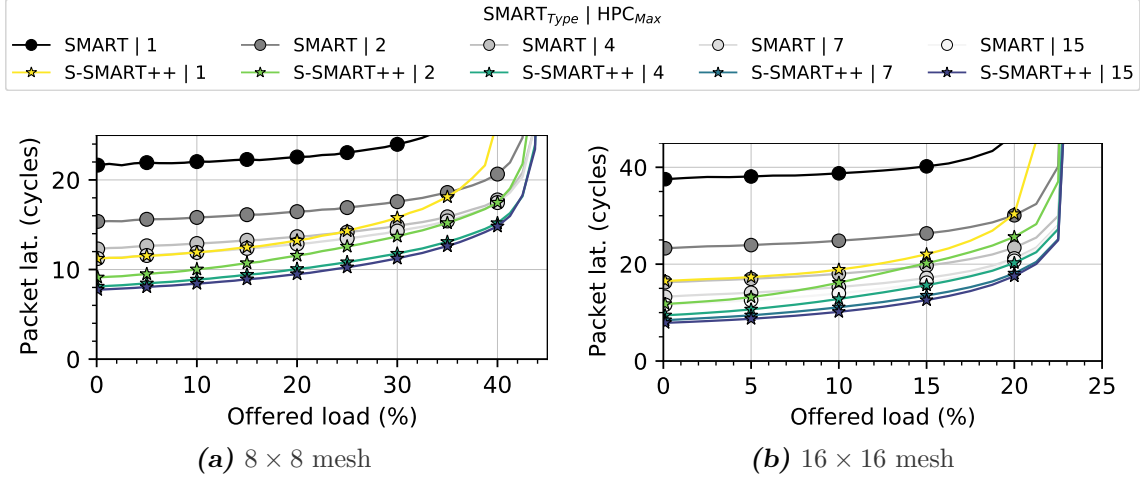 SMART_Type | HPC_Max
SMART | 1 SMART | 2 SMART | 4 SMART | 7 SMART | 15
S-SMART++ | 1 S-SMART++ | 2 S-SMART++ | 4 S-SMART++ | 7 S-SMART++ | 15
Packet lat. (cycles)
20
10
0
0 10 20 30 40
Offered load (%)
(a) 8 × 8 mesh
Packet lat. (cycles)
40
20
0
0 5 10 15 20 25
Offered load (%)
(b) 16 × 16 mesh